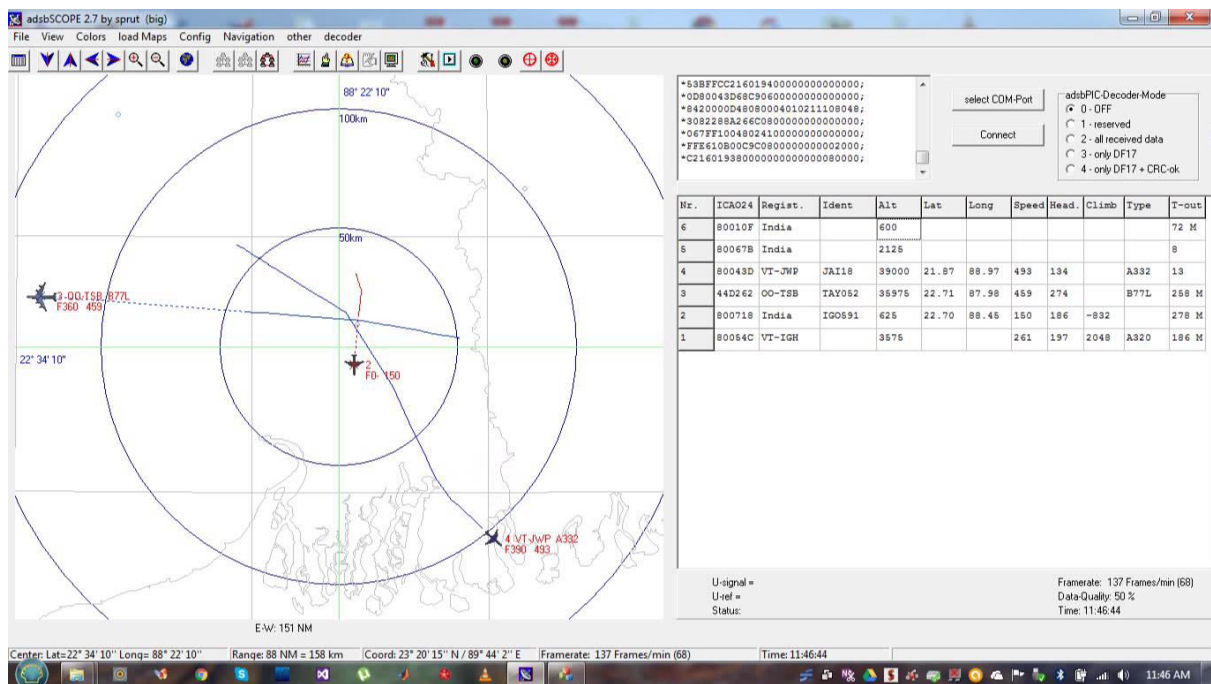 adsbSCOPE 2.7 by sprut (big)
File View Colors load Maps Config Navigation other decoder
88° 22' 10"
100km
50km
3 OO-TSB B77L
F360 459
22° 34' 10"
2
F0- 150
4 VT-JWP A332
F390 493
E-W: 151 NM
*53BFFCC2160194000000000000000;
*0D80043D68C9060000000000000;
*8420000D48080004010211108048;
*3082288A266C0800000000000000;
*067FF10048024100000000000000;
*FFE610B00C9C0800000000002000;
*C216019380000000000000080000;
select COM-Port
Connect
adsbPIC-Decoder-Mode
0 - OFF
1 - reserved
2 - all received data
3 - only DF17
4 - only DF17 + CRC-ok
Nr. ICAO24 Regist. Ident Alt Lat Long Speed Head. Climb Type T-out
6 80010F India 600 72 M
5 80067B India 2125 8
4 80043D VT-JWP JAI18 39000 21.87 88.97 493 134 A332 13
3 44D262 OO-TSB TAY052 35975 22.71 87.98 459 274 B77L 258 M
2 800718 India IGO591 625 22.70 88.45 150 186 -832 278 M
1 80054C VT-IGH 3575 261 197 2048 A320 186 M
U-signal =
U-ref =
Status:
Framerate: 137 Frames/min (68)
Data-Quality: 50 %
Time: 11:46:44
Center: Lat=22° 34' 10" Long= 88° 22' 10" Range: 88 NM = 158 km Coord: 23° 20' 15" N / 89° 44' 2" E Framerate: 137 Frames/min (68) Time: 11:46:44
11:46 AM